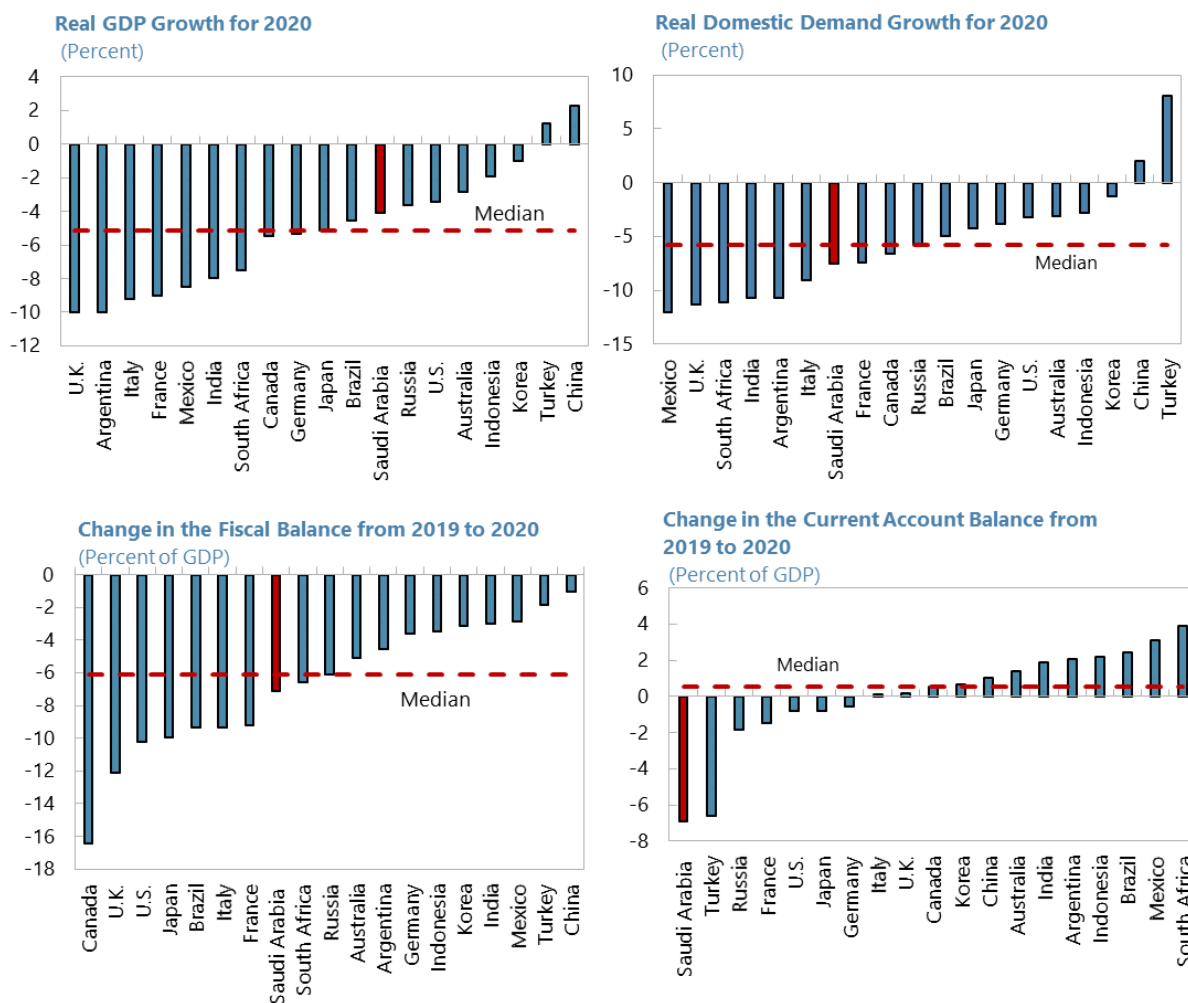 Real GDP Growth for 2020
(Percent)
4
2
0
-2
-4
-6
-8
-10
-12
Median
U.K.
Argentina
Italy
France
Mexico
India
South Africa
Canada
Germany
Japan
Brazil
Saudi Arabia
Russia
U.S.
Australia
Indonesia
Korea
Turkey
China
Real Domestic Demand Growth for 2020
(Percent)
10
5
0
-5
-10
-15
Median
Mexico
U.K.
South Africa
India
Argentina
Italy
Saudi Arabia
France
Canada
Russia
Brazil
Japan
Germany
U.S.
Australia
Indonesia
Korea
China
Turkey
Change in the Fiscal Balance from 2019 to 2020
(Percent of GDP)
0
-2
-4
-6
-8
-10
-12
-14
-16
-18
Median
Canada
U.K.
U.S.
Japan
Brazil
Italy
France
Saudi Arabia
South Africa
Russia
Australia
Argentina
Germany
Indonesia
Korea
India
Mexico
Turkey
China
Change in the Current Account Balance from
2019 to 2020
(Percent of GDP)
6
4
2
0
-2
-4
-6
-8
Median
Saudi Arabia
Turkey
Russia
France
U.S.
Japan
Germany
Italy
U.K.
Canada
Korea
China
Australia
India
Argentina
Indonesia
Brazil
Mexico
South Africa